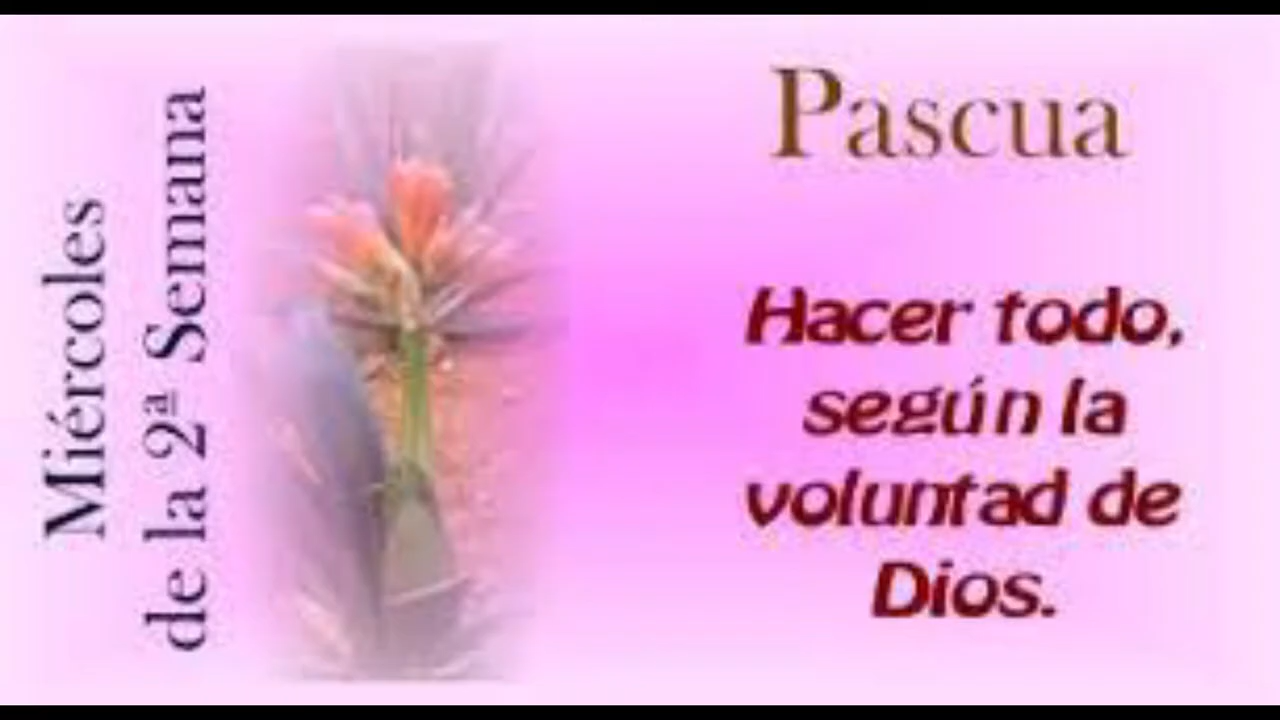 Miércoles
de la 2ª Semana
Pascua
Hacer todo,
según la
voluntad de
Dios.